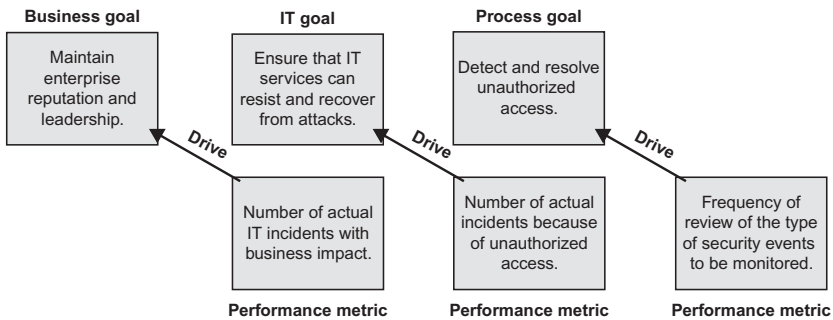 Business goal
IT goal
Process goal
Maintain
enterprise
reputation and
leadership.
Ensure that IT
services can
resist and recover
from attacks.
Detect and resolve
unauthorized
access.
Drive
Drive
Drive
Number of actual
IT incidents with
business impact.
Number of actual
incidents because
of unauthorized
access.
Frequency of
review of the type
of security events
to be monitored.
Performance metric
Performance metric
Performance metric